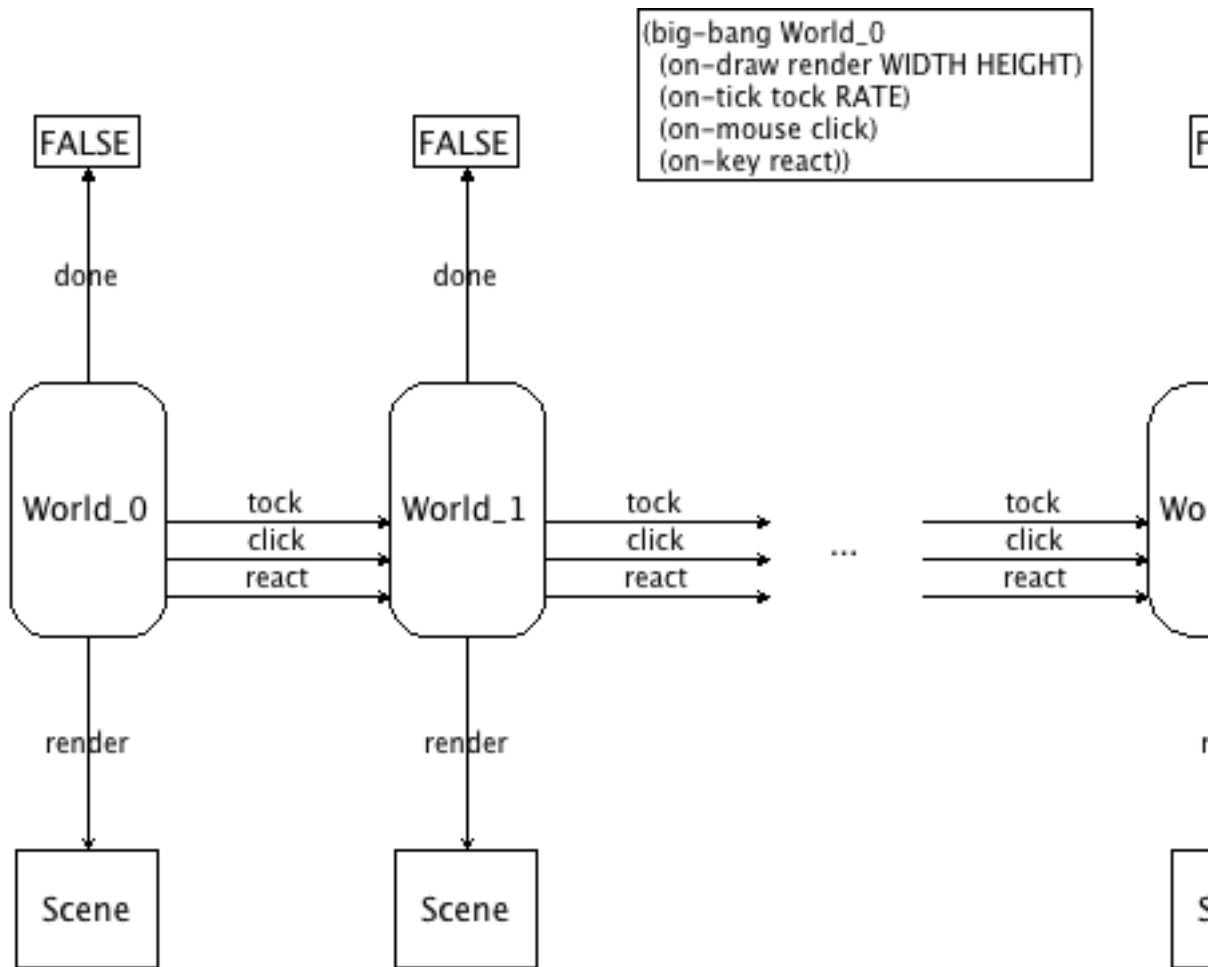 (big-bang World_0
(on-draw render WIDTH HEIGHT)
(on-tick tock RATE)
(on-mouse click)
(on-key react))
FALSE
FALSE
done
done
World_0
tock
click
react
World_1
tock
click
react
...
tock
click
react
render
render
Scene
Scene